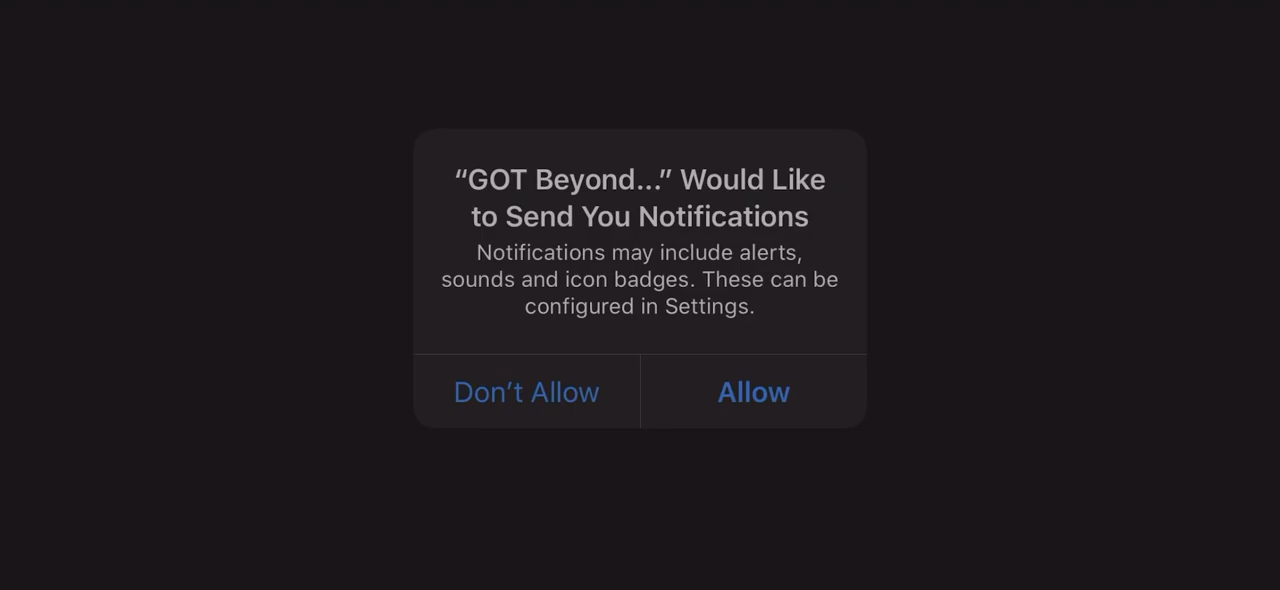 “GOT Beyond...” Would Like
to Send You Notifications
Notifications may include alerts,
sounds and icon badges. These can be
configured in Settings.
Don’t Allow
Allow